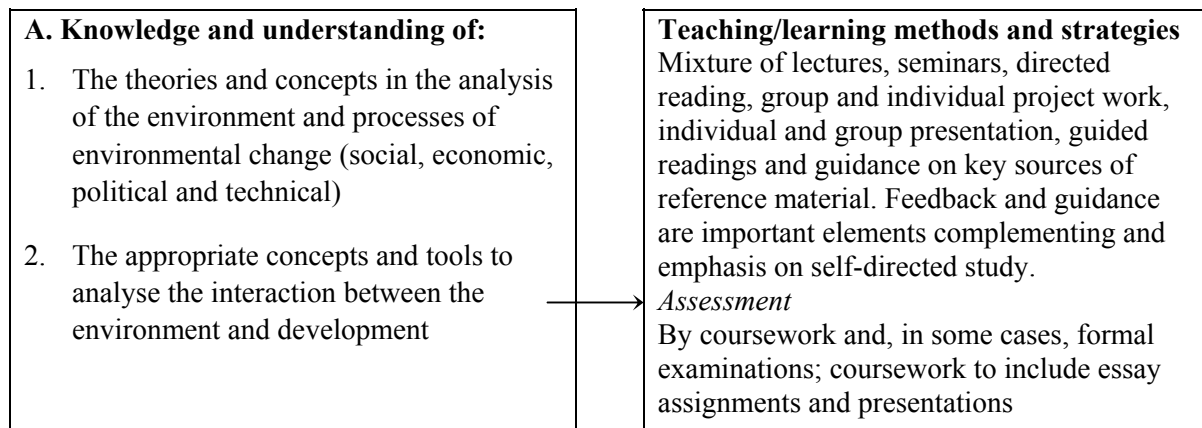 A. Knowledge and understanding of:
1. The theories and concepts in the analysis
of the environment and processes of
environmental change (social, economic,
political and technical)
2. The appropriate concepts and tools to
analyse the interaction between the
environment and development
Teaching/learning methods and strategies
Mixture of lectures, seminars, directed
reading, group and individual project work,
individual and group presentation, guided
readings and guidance on key sources of
reference material. Feedback and guidance
are important elements complementing and
emphasis on self-directed study.
Assessment
By coursework and, in some cases, formal
examinations; coursework to include essay
assignments and presentations